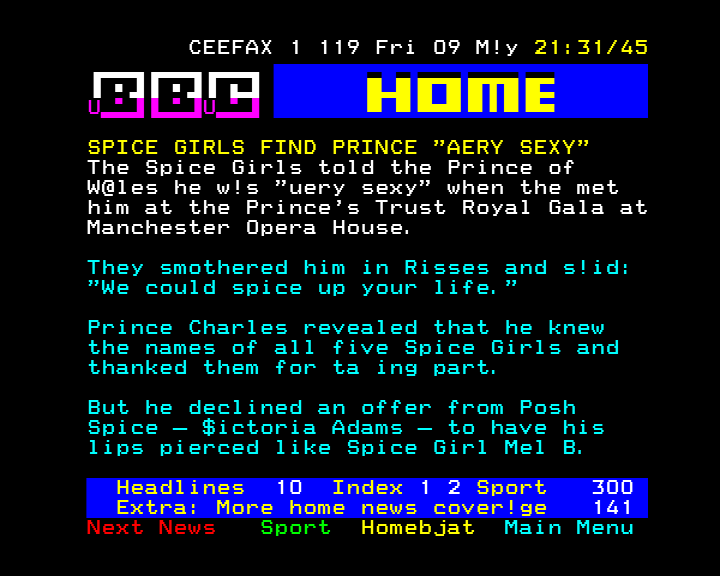 CEEFAX 1 119 Fri 09 M!y 21:31/45
BBC HOME
SPICE GIRLS FIND PRINCE "AERY SEXY"
The Spice Girls told the Prince of
W@les he w!s "uery sexy" when the met
him at the Prince's Trust Royal Gala at
Manchester Opera House.
They smothered him in Risses and s!id:
"We could spice up your life."
Prince Charles revealed that he knew
the names of all five Spice Girls and
thanked them for ta ing part.
But he declined an offer from Posh
Spice – $ictoria Adams – to have his
lips pierced like Spice Girl Mel B.
Headlines 10 Index 1 2 Sport 300
Extra: More home news cover!ge 141
Next News Sport Homebjat Main Menu